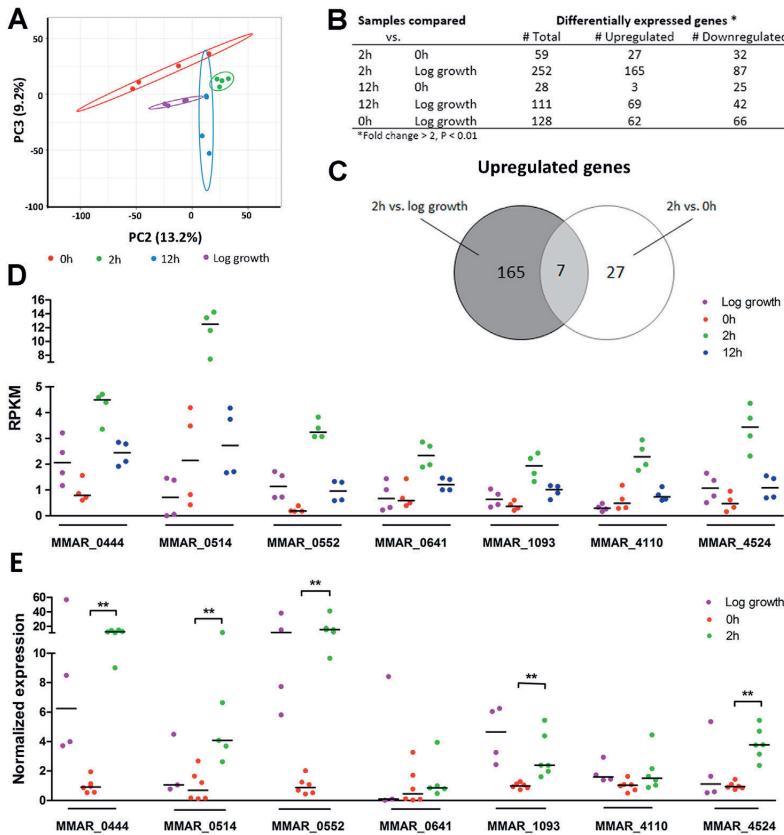 A
50
0
-50
-100
PC3 (9.2%)
-100
-50
0
50
PC2 (13.2%)
0h
2h
12h
Log growth
B
Samples compared Differentially expressed genes *
vs. # Total # Upregulated # Downregulated
2h 0h 59 27 32
2h Log growth 252 165 87
12h 0h 28 3 25
12h Log growth 111 69 42
0h Log growth 128 62 66
*Fold change > 2, P < 0.01
C
Upregulated genes
2h vs. log growth
2h vs. 0h
165 7 27
D
Log growth
0h
2h
12h
16
14
12
10
8
5
4
3
2
1
0
RPKM
MMAR_0444 MMAR_0514 MMAR_0552 MMAR_0641 MMAR_1093 MMAR_4110 MMAR_4524
E
Log growth
0h
2h
60
40
20
10
8
6
4
2
0
Normalized expression
** ** ** ** **
MMAR_0444 MMAR_0514 MMAR_0552 MMAR_0641 MMAR_1093 MMAR_4110 MMAR_4524